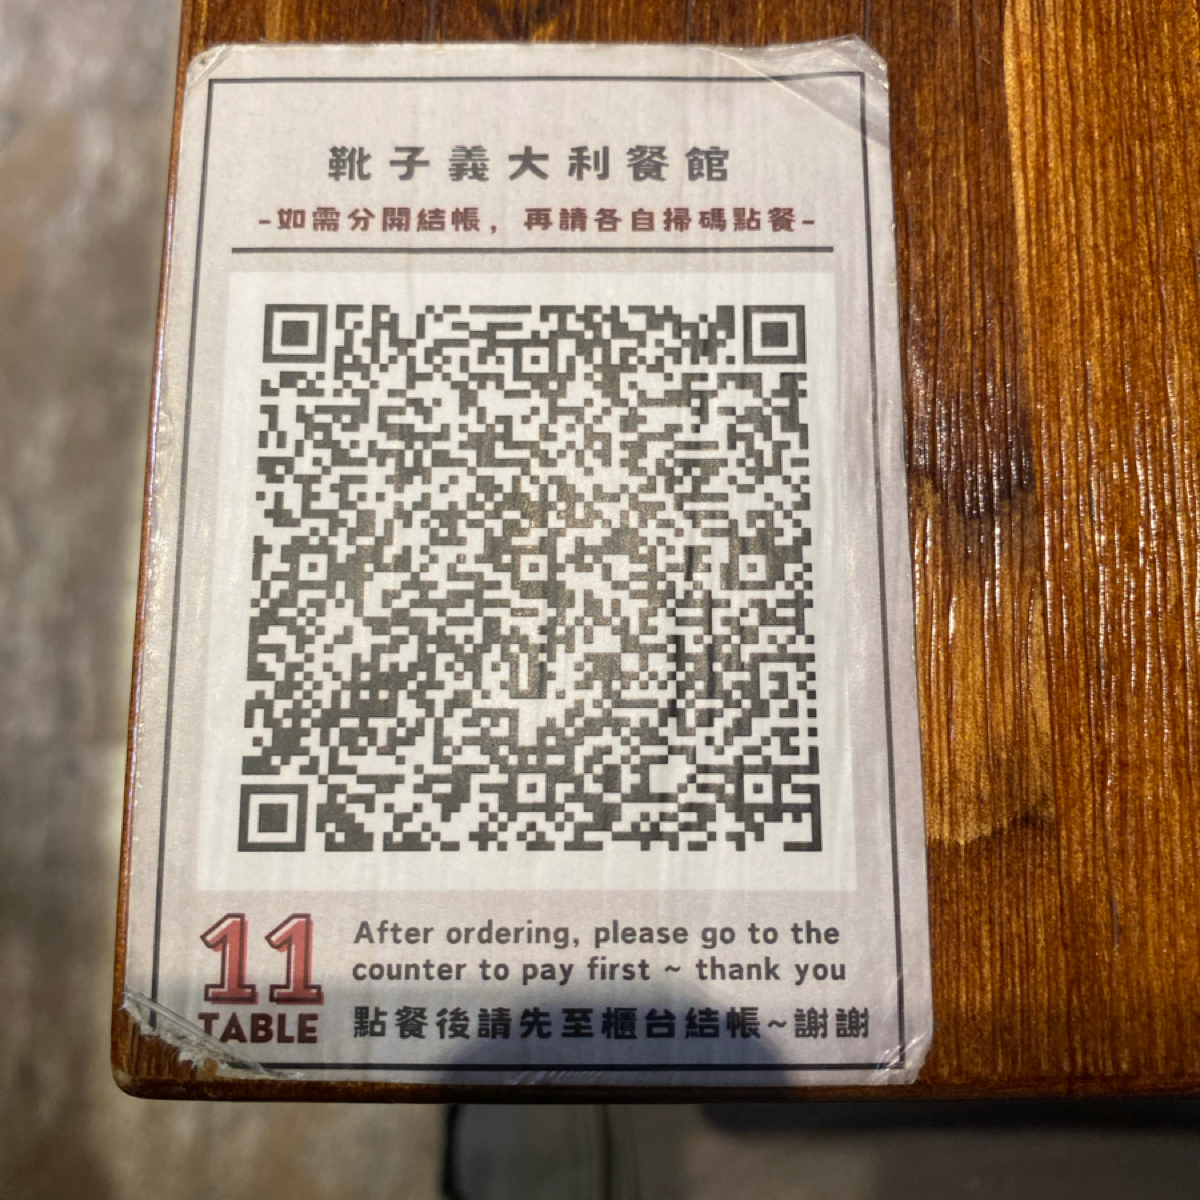 靴子義大利餐館
-如需分開結帳，再請各自掃碼點餐-
11
TABLE
After ordering, please go to the
counter to pay first ~ thank you
點餐後請先至櫃台結帳~謝謝